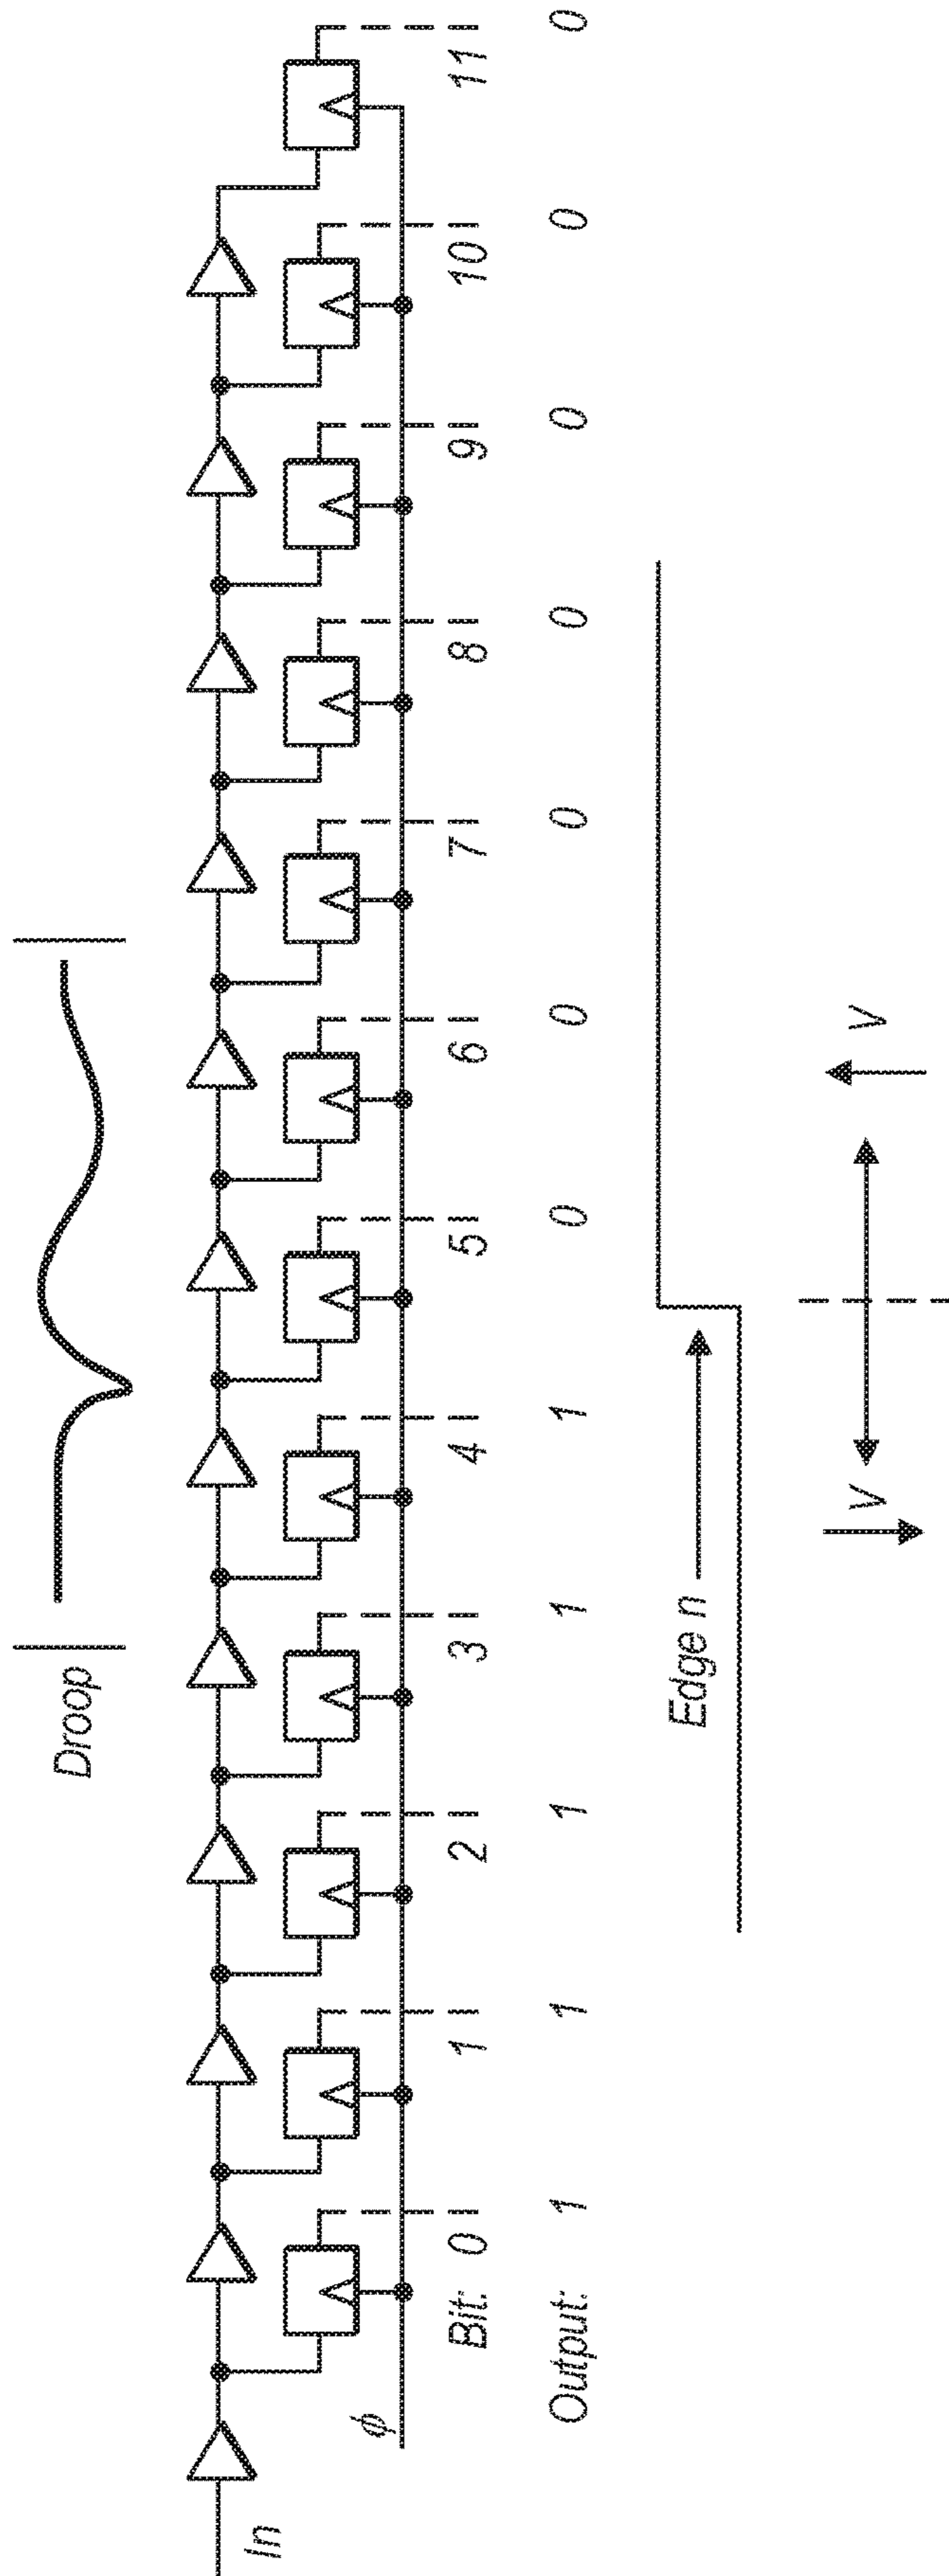 Droop
In
ϕ
Bit: 0 1 2 3 4 5 6 7 8 9 10 11
Output: 1 1 1 1 1 0 0 0 0 0 0 0
Edge n
V V